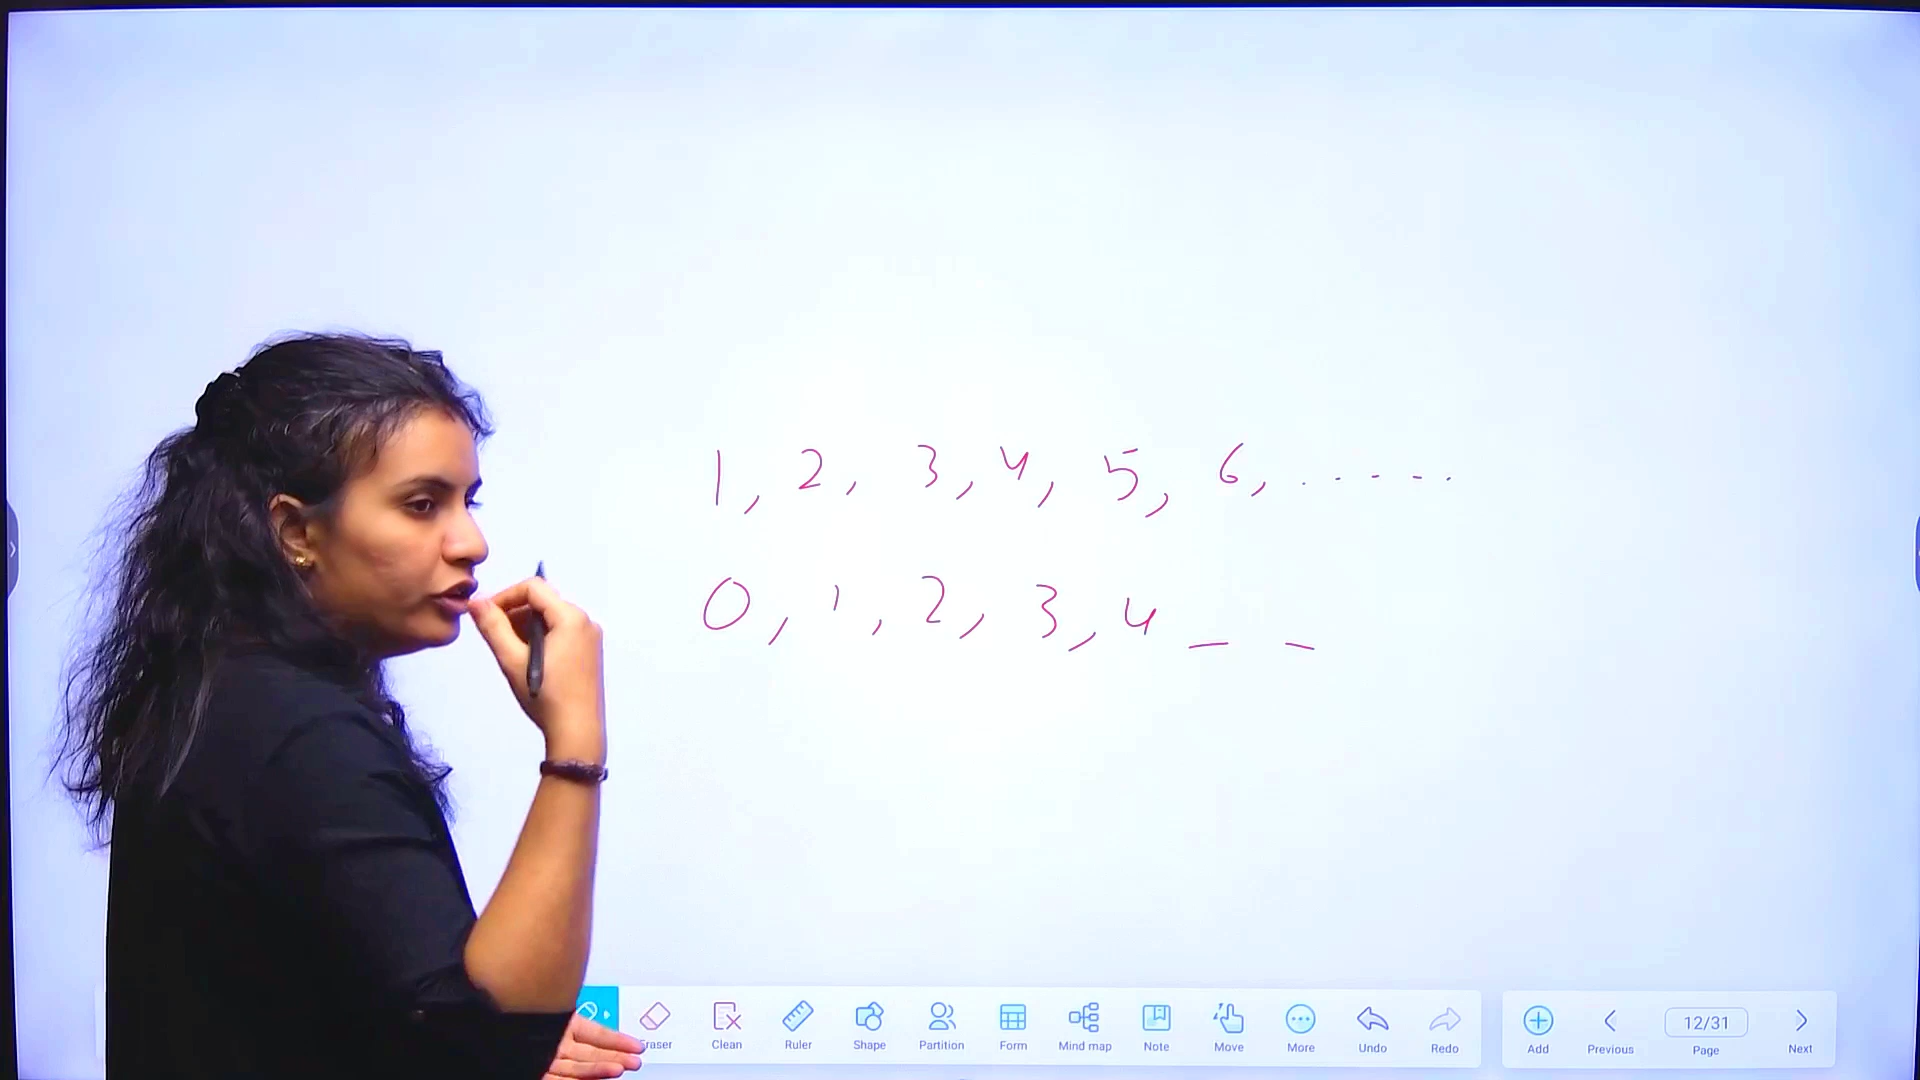 1, 2, 3, 4, 5, 6, . . . . .
0, 1, 2, 3, 4 _ _
Eraser Clean Ruler Shape Partition Form Mind map Note Move More Undo Redo Add Previous 12/31 Page Next